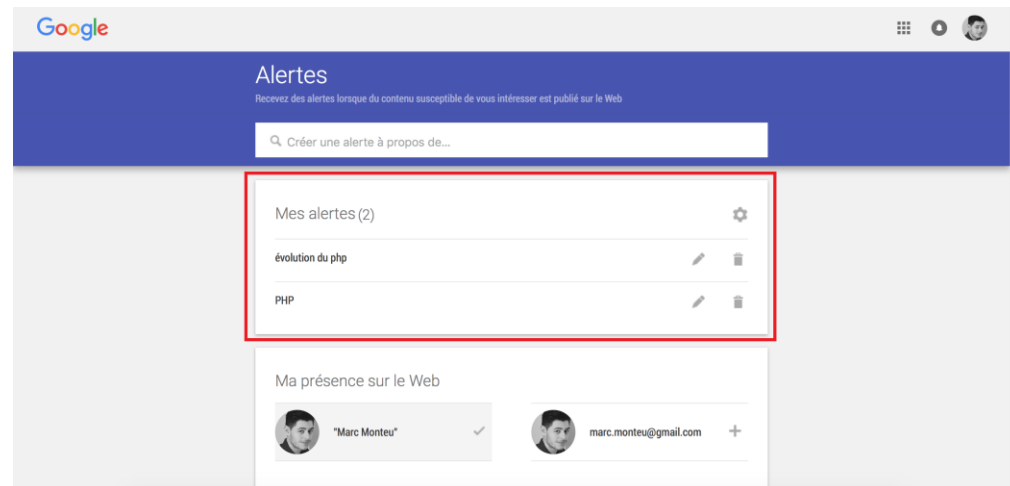 Google
Alertes
Recevez des alertes lorsque du contenu susceptible de vous intéresser est publié sur le Web
Créer une alerte à propos de...
Mes alertes (2)
évolution du php
PHP
Ma présence sur le Web
"Marc Monteu"
marc.monteu@gmail.com